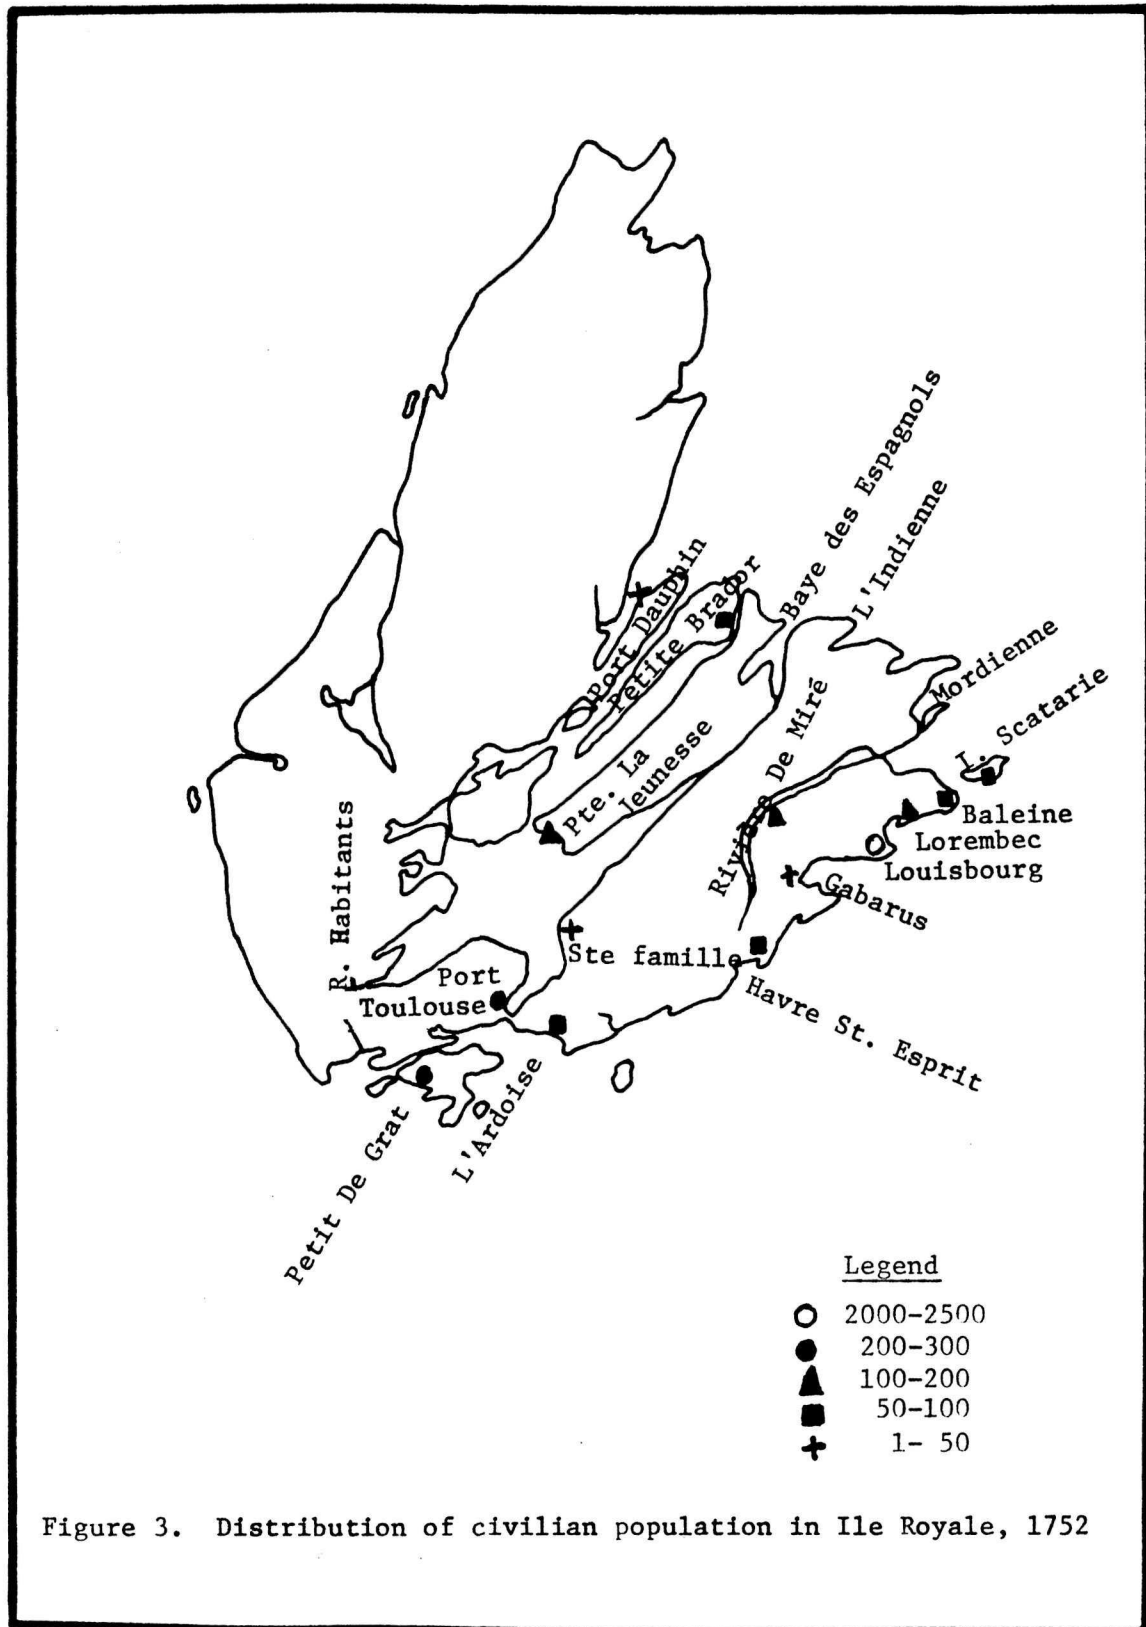 Baye des Espagnols
L'Indienne
Port Dauphin
Petite Brador
Mordienne
I. Scatarie
Pte. La
Jeunesse
Rivière De Miré
Baleine
Lorembec
Louisbourg
Gabarus
R. Habitants
Ste famille
Port
Toulouse
Havre St. Esprit
L'Ardoise
Petit De Grat
Legend
2000-2500
200-300
100-200
50-100
1- 50
Figure 3. Distribution of civilian population in Ile Royale, 1752